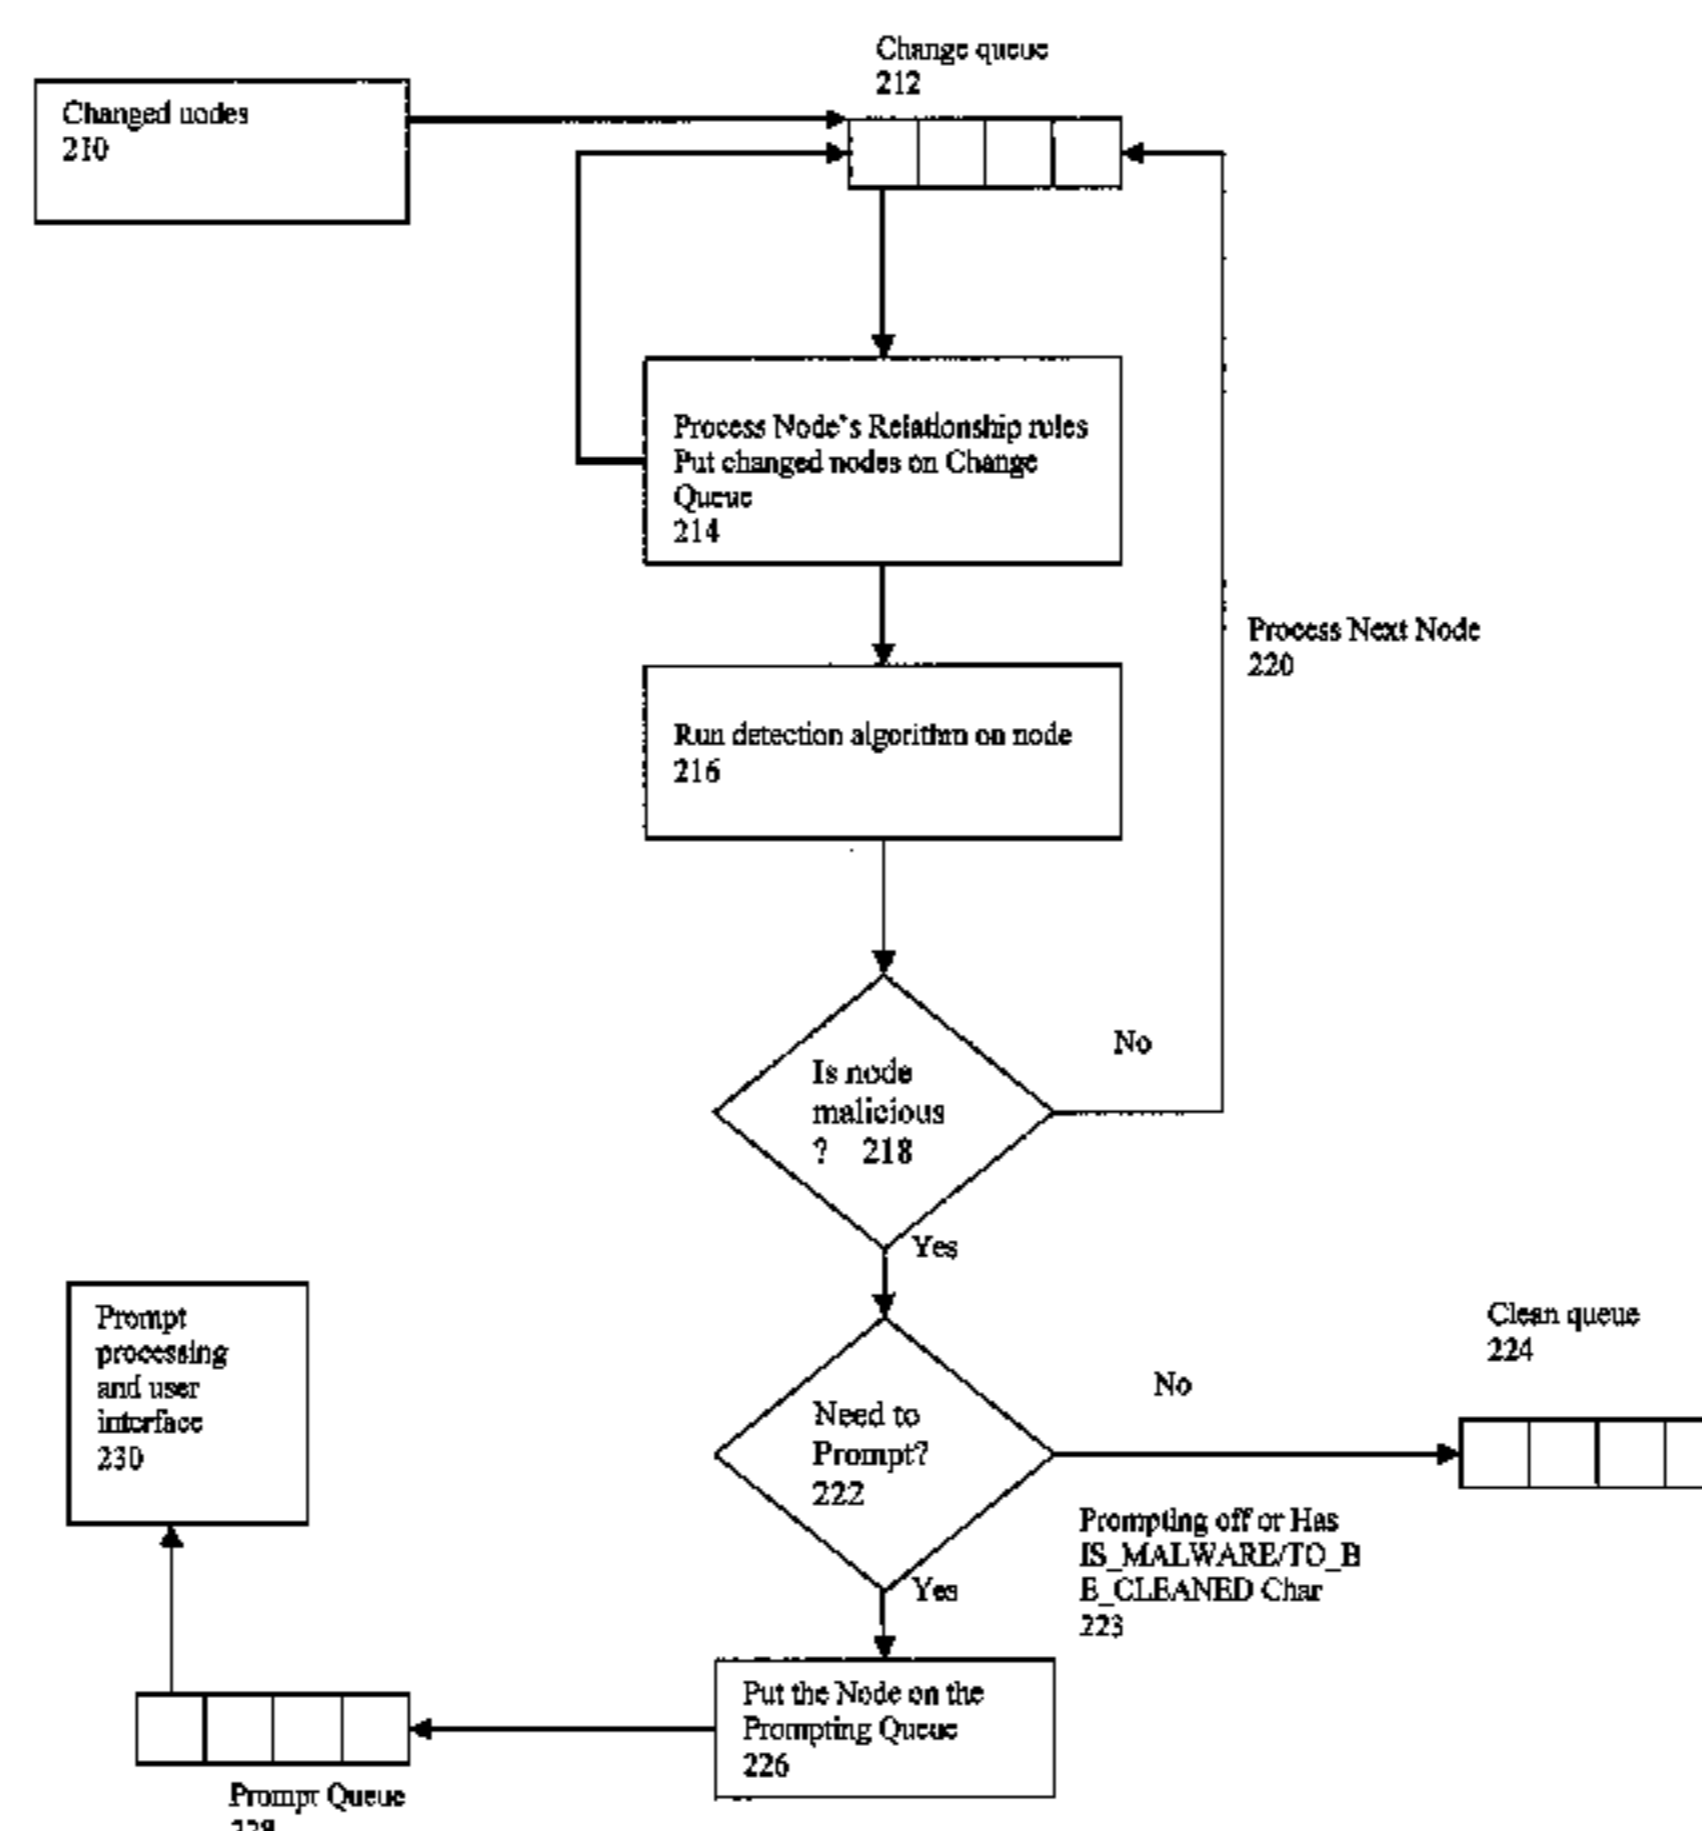 Change queue
212
Changed nodes
210
Process Node's Relationship rules
Put changed nodes on Change
Queue
214
Process Next Node
220
Run detection algorithm on node
216
No
Is node
malicious
? 218
Yes
Prompt
processing
and user
interface
230
Clean queue
224
No
Need to
Prompt?
222
Prompting off or Has
IS_MALWARE/TO_B
E_CLEANED Char
223
Yes
Put the Node on the
Prompting Queue
226
Prompt Queue